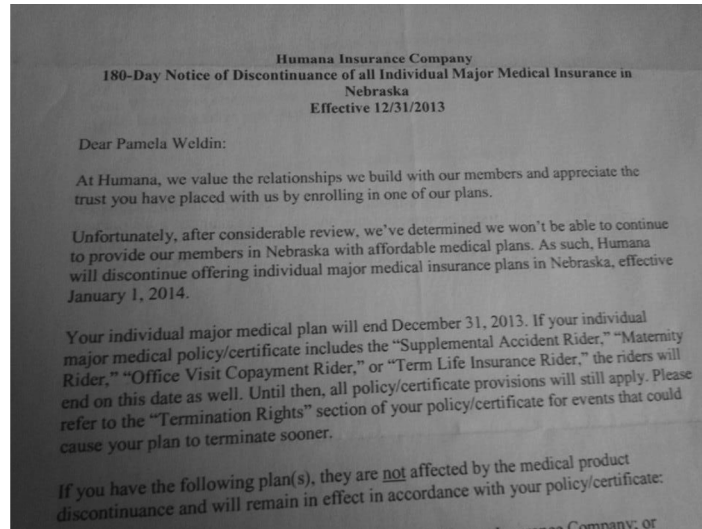 Humana Insurance Company
180-Day Notice of Discontinuance of all Individual Major Medical Insurance in
Nebraska
Effective 12/31/2013
Dear Pamela Weldin:
At Humana, we value the relationships we build with our members and appreciate the
trust you have placed with us by enrolling in one of our plans.
Unfortunately, after considerable review, we've determined we won't be able to continue
to provide our members in Nebraska with affordable medical plans. As such, Humana
will discontinue offering individual major medical insurance plans in Nebraska, effective
January 1, 2014.
Your individual major medical plan will end December 31, 2013. If your individual
major medical policy/certificate includes the “Supplemental Accident Rider,” “Maternity
Rider,” “Office Visit Copayment Rider,” or “Term Life Insurance Rider,” the riders will
end on this date as well. Until then, all policy/certificate provisions will still apply. Please
refer to the “Termination Rights” section of your policy/certificate for events that could
cause your plan to terminate sooner.
If you have the following plan(s), they are not affected by the medical product
discontinuance and will remain in effect in accordance with your policy/certificate:
Company; or